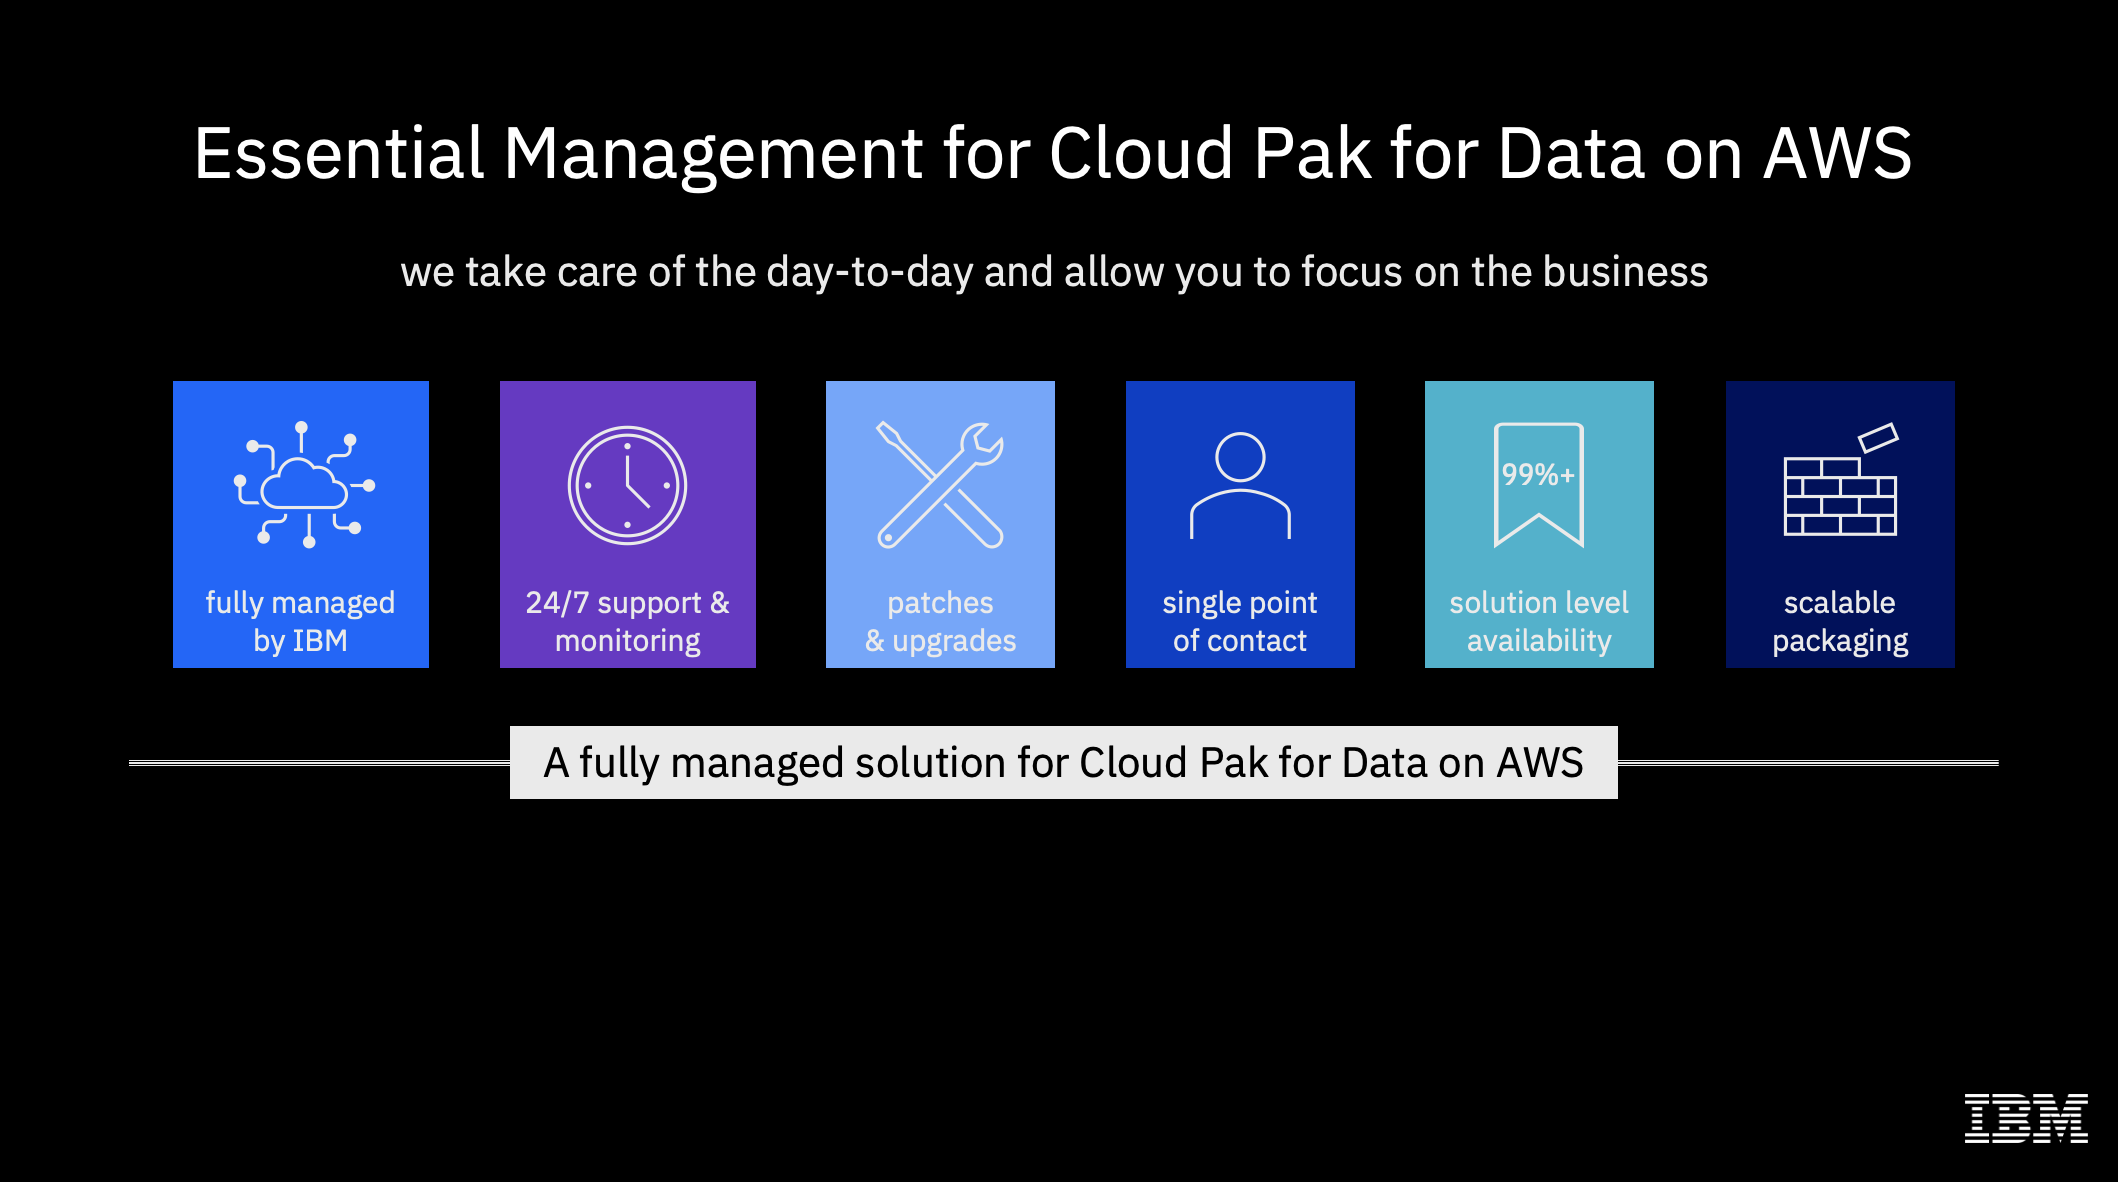 Essential Management for Cloud Pak for Data on AWS
we take care of the day-to-day and allow you to focus on the business
fully managed
by IBM
24/7 support &
monitoring
patches
& upgrades
single point
of contact
99%+
solution level
availability
scalable
packaging
A fully managed solution for Cloud Pak for Data on AWS
IBM